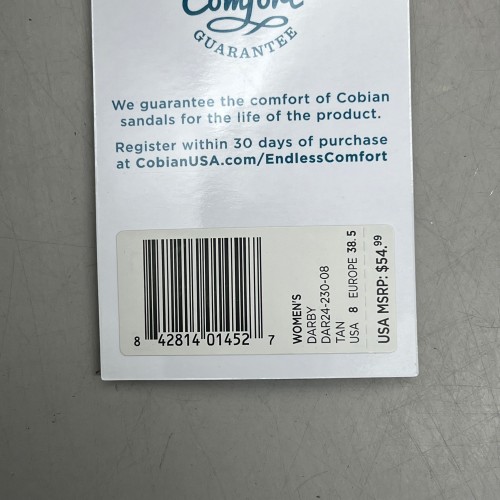 Comfort
GUARANTEE
We guarantee the comfort of Cobian
sandals for the life of the product.
Register within 30 days of purchase
at CobianUSA.com/EndlessComfort
8 42814 01452 7
WOMEN'S
DARBY
DAR24-230-08
TAN
USA 8 EUROPE 38.5
USA MSRP: $54.99